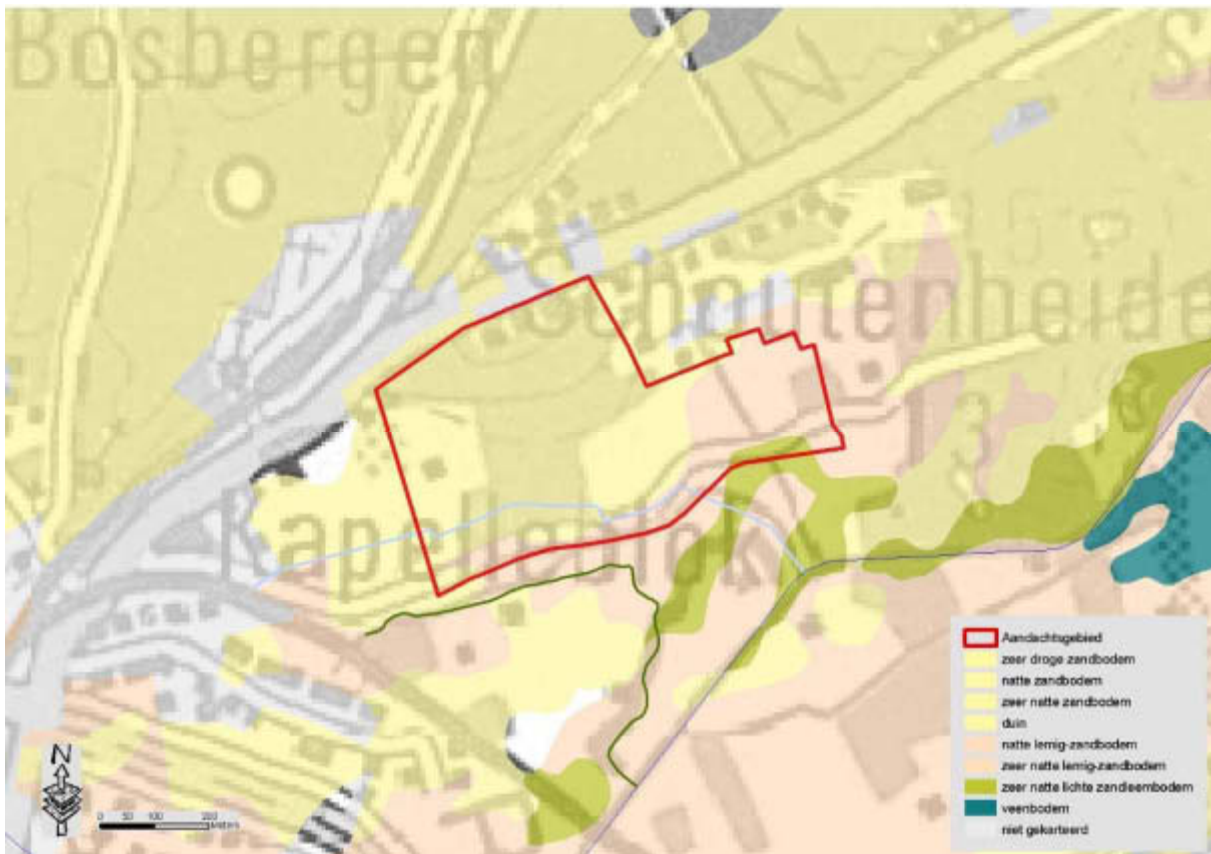 Bosbergen
Schoutenheide
Kapelleblok
Aandachtsgebied
zeer droge zandbodem
natte zandbodem
zeer natte zandbodem
duin
natte lemig-zandbodem
zeer natte lemig-zandbodem
zeer natte lichte zandleembodem
veenbodem
niet gekarteerd
N
0 50 100 200
Meters